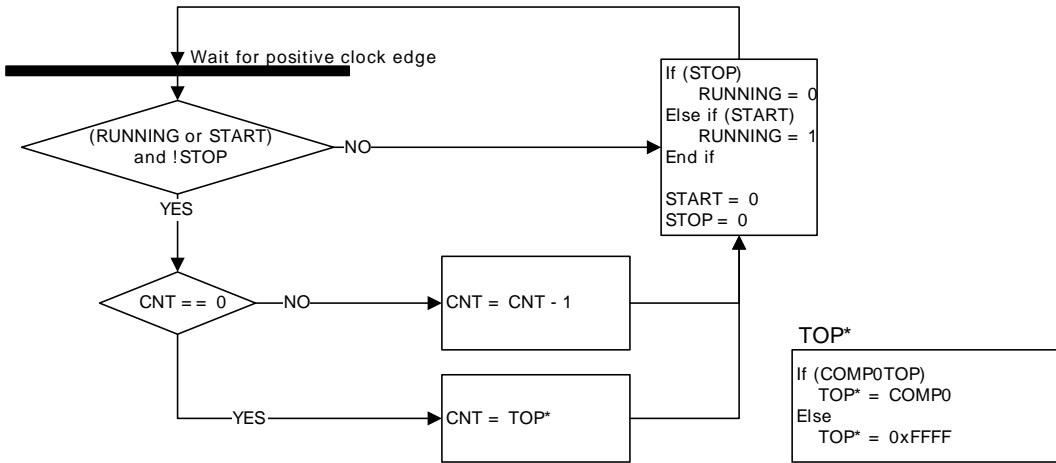 Wait for positive clock edge
(RUNNING or START)
and !STOP
NO
YES
If (STOP)
RUNNING = 0
Else if (START)
RUNNING = 1
End if
START = 0
STOP = 0
CNT == 0
NO
CNT = CNT - 1
YES
CNT = TOP*
TOP*
If (COMP0TOP)
TOP* = COMP0
Else
TOP* = 0xFFFF